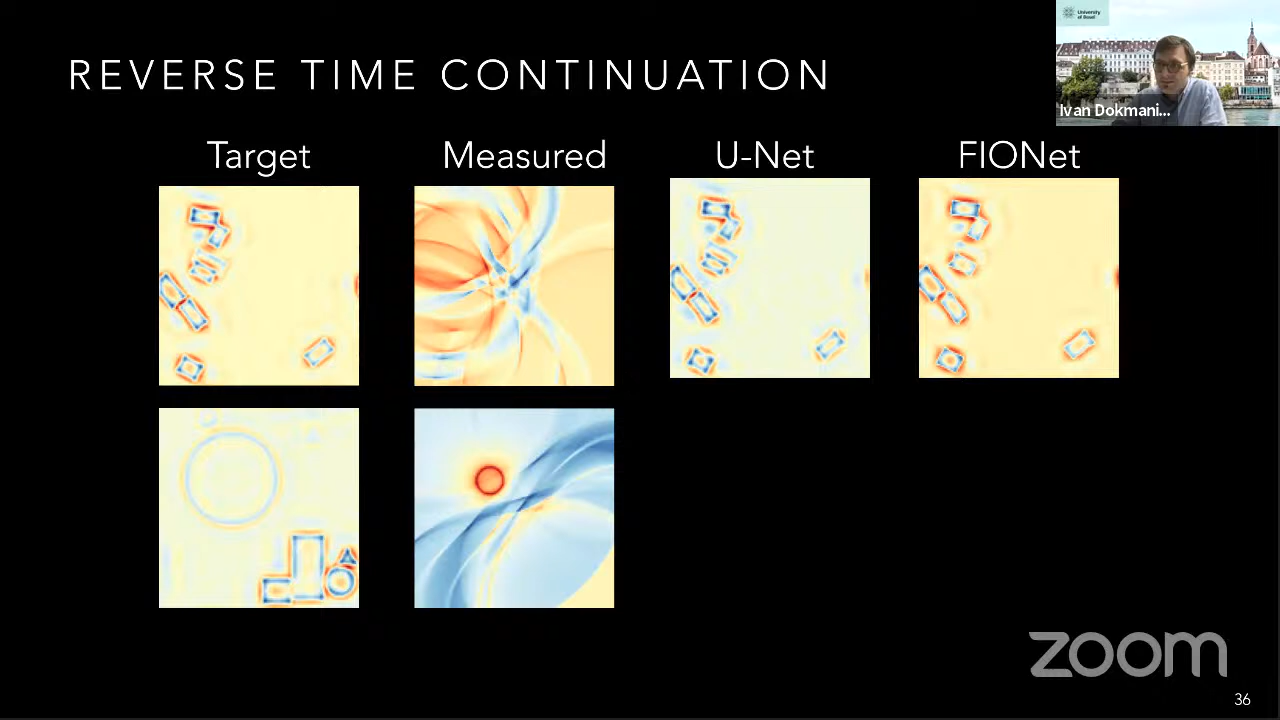 REVERSE TIME CONTINUATION
University
of Basel
Ivan Dokmani...
Target
Measured
U-Net
FIONet
zoom
36